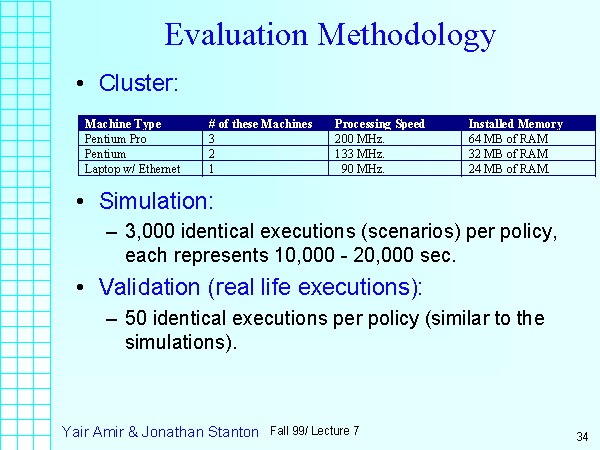 Evaluation Methodology
• Cluster:
Machine Type # of these Machines Processing Speed Installed Memory
Pentium Pro 3 200 MHz. 64 MB of RAM
Pentium 2 133 MHz. 32 MB of RAM
Laptop w/ Ethernet 1 90 MHz. 24 MB of RAM
• Simulation:
– 3,000 identical executions (scenarios) per policy,
each represents 10,000 - 20,000 sec.
• Validation (real life executions):
– 50 identical executions per policy (similar to the
simulations).
Yair Amir & Jonathan Stanton Fall 99/ Lecture 7 34